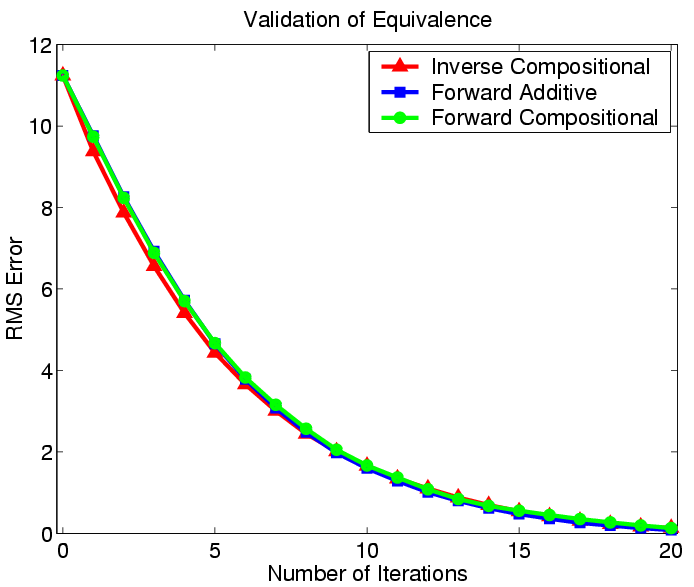 Validation of Equivalence
12
10
8
6
4
2
0
RMS Error
Inverse Compositional
Forward Additive
Forward Compositional
0 5 10 15 20
Number of Iterations